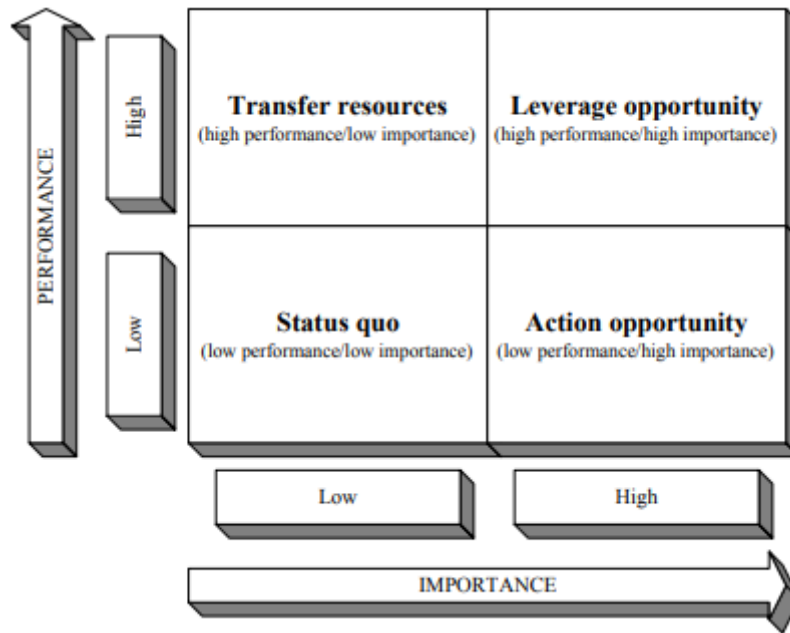 PERFORMANCE
High
Transfer resources
(high performance/low importance)
Leverage opportunity
(high performance/high importance)
Low
Status quo
(low performance/low importance)
Action opportunity
(low performance/high importance)
Low
High
IMPORTANCE